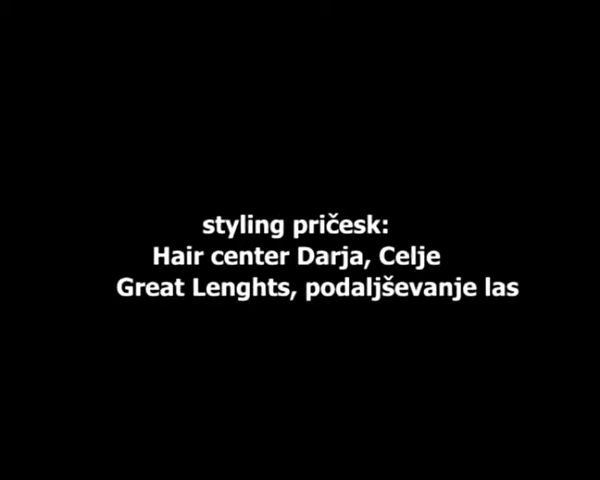 styling pričesk:
Hair center Darja, Celje
Great Lenghts, podaljševanje las